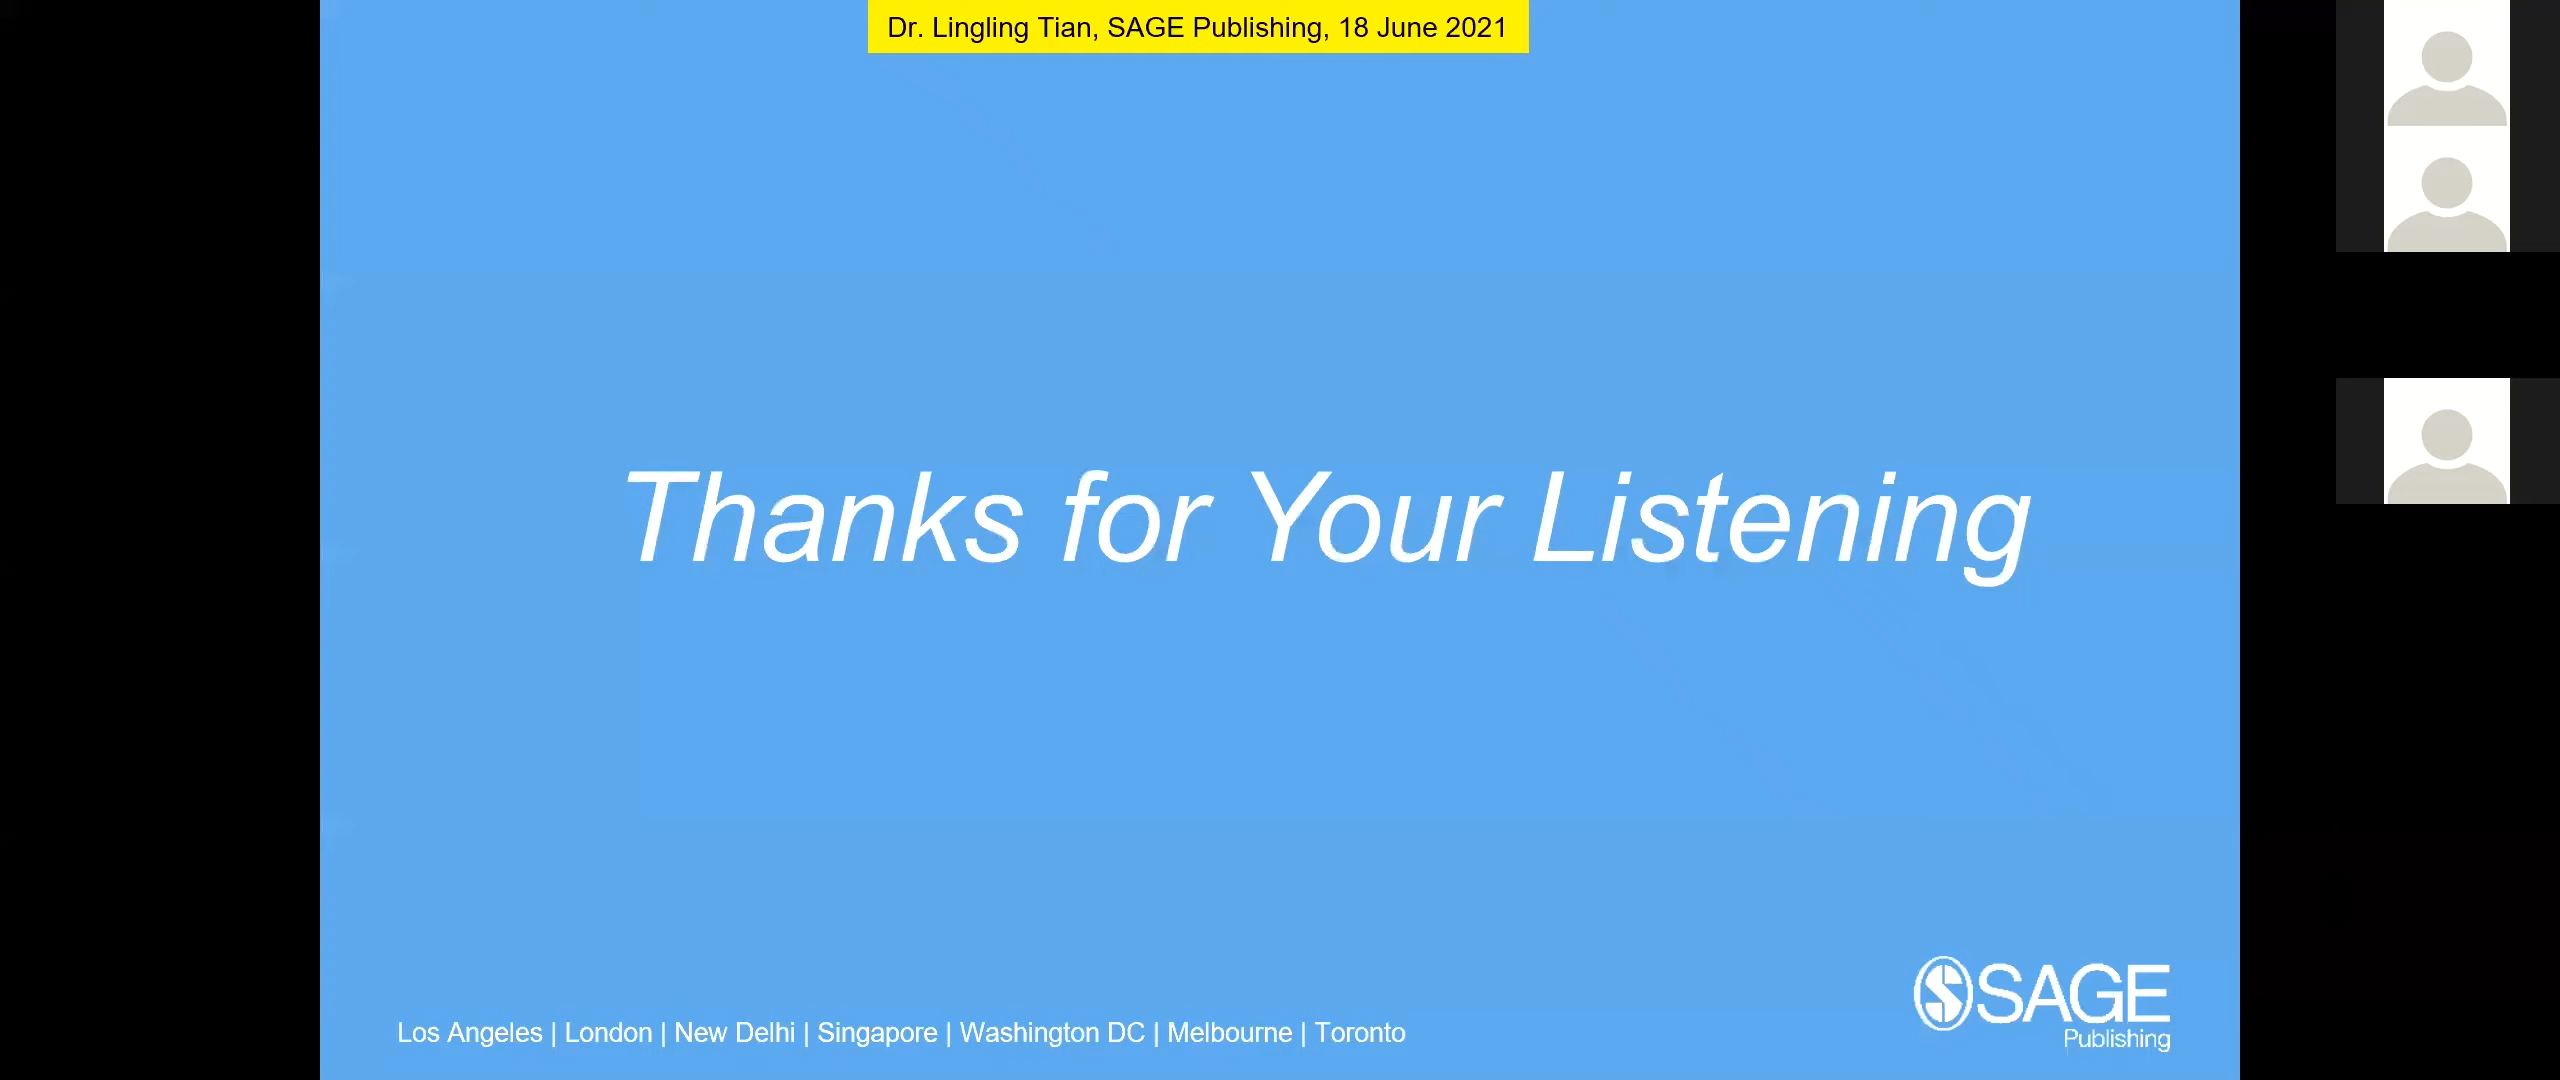 Dr. Lingling Tian, SAGE Publishing, 18 June 2021
Thanks for Your Listening
Los Angeles | London | New Delhi | Singapore | Washington DC | Melbourne | Toronto
SAGE
Publishing